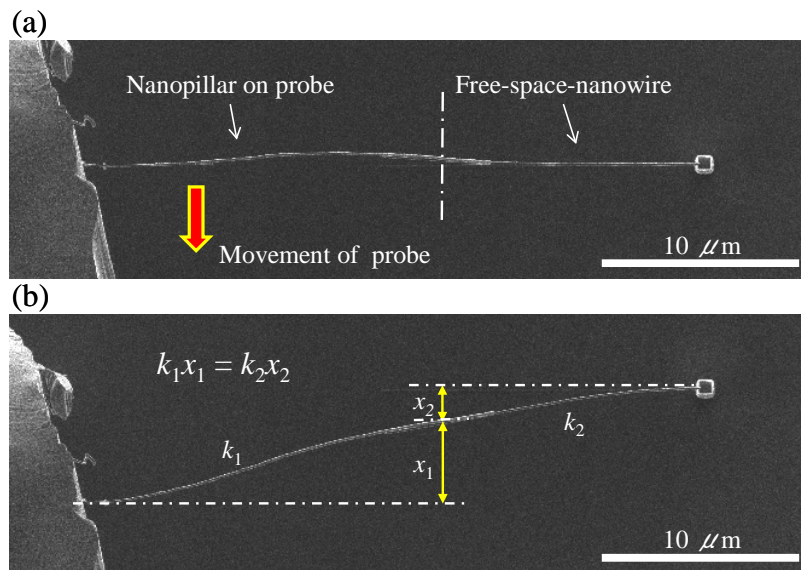 (a)
Nanopillar on probe
Free-space-nanowire
Movement of probe
10 μm
(b)
k₁x₁ = k₂x₂
x₂
k₂
k₁
x₁
10 μm